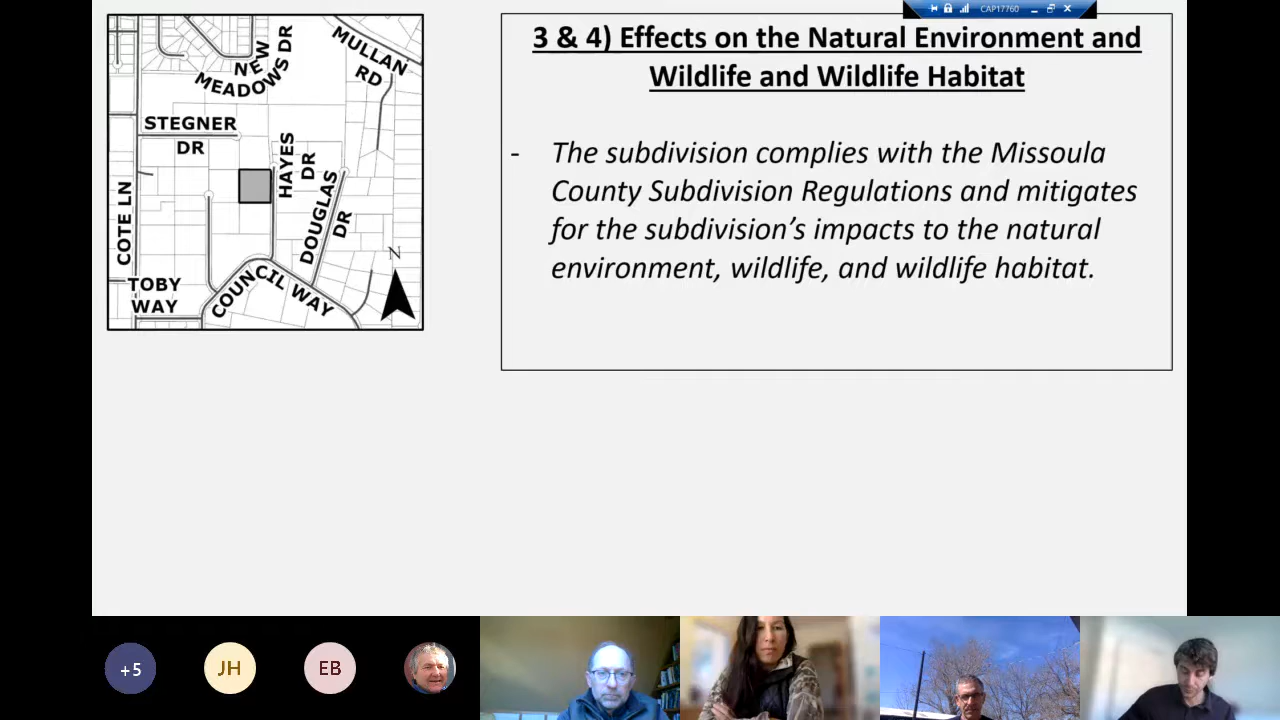 CAP17760
3 & 4) Effects on the Natural Environment and
Wildlife and Wildlife Habitat
- The subdivision complies with the Missoula
County Subdivision Regulations and mitigates
for the subdivision's impacts to the natural
environment, wildlife, and wildlife habitat.
MULLAN
RD
NEW
MEADOWS DR
STEGNER
DR
HAYES
DR
DOUGLAS
DR
COTE LN
TOBY
WAY
COUNCIL WAY
N
+5
JH
EB